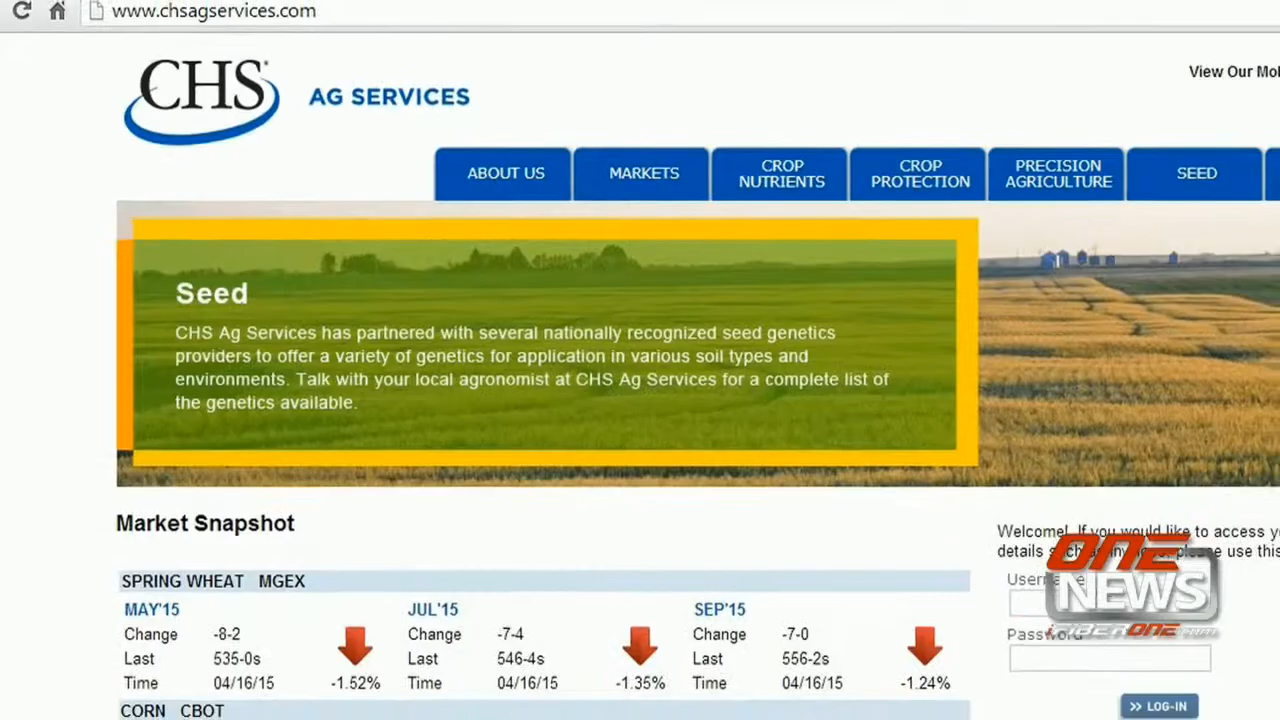 www.chsagservices.com
CHS
AG SERVICES
View Our
ABOUT US
MARKETS
CROP NUTRIENTS
CROP PROTECTION
PRECISION AGRICULTURE
SEED
Seed
CHS Ag Services has partnered with several nationally recognized seed genetics
providers to offer a variety of genetics for application in various soil types and
environments. Talk with your local agronomist at CHS Ag Services for a complete list of
the genetics available.
Market Snapshot
SPRING WHEAT MGEX
MAY'15 JUL'15 SEP'15
Change -8-2 Change -7-4 Change -7-0
Last 535-0s Last 546-4s Last 556-2s
Time 04/16/15 -1.52% Time 04/16/15 -1.35% Time 04/16/15 -1.24%
CORN CBOT
Welcome! If you would like to access
details such as any please use this
Username
Password
>> LOG-IN
ONE
NEWS